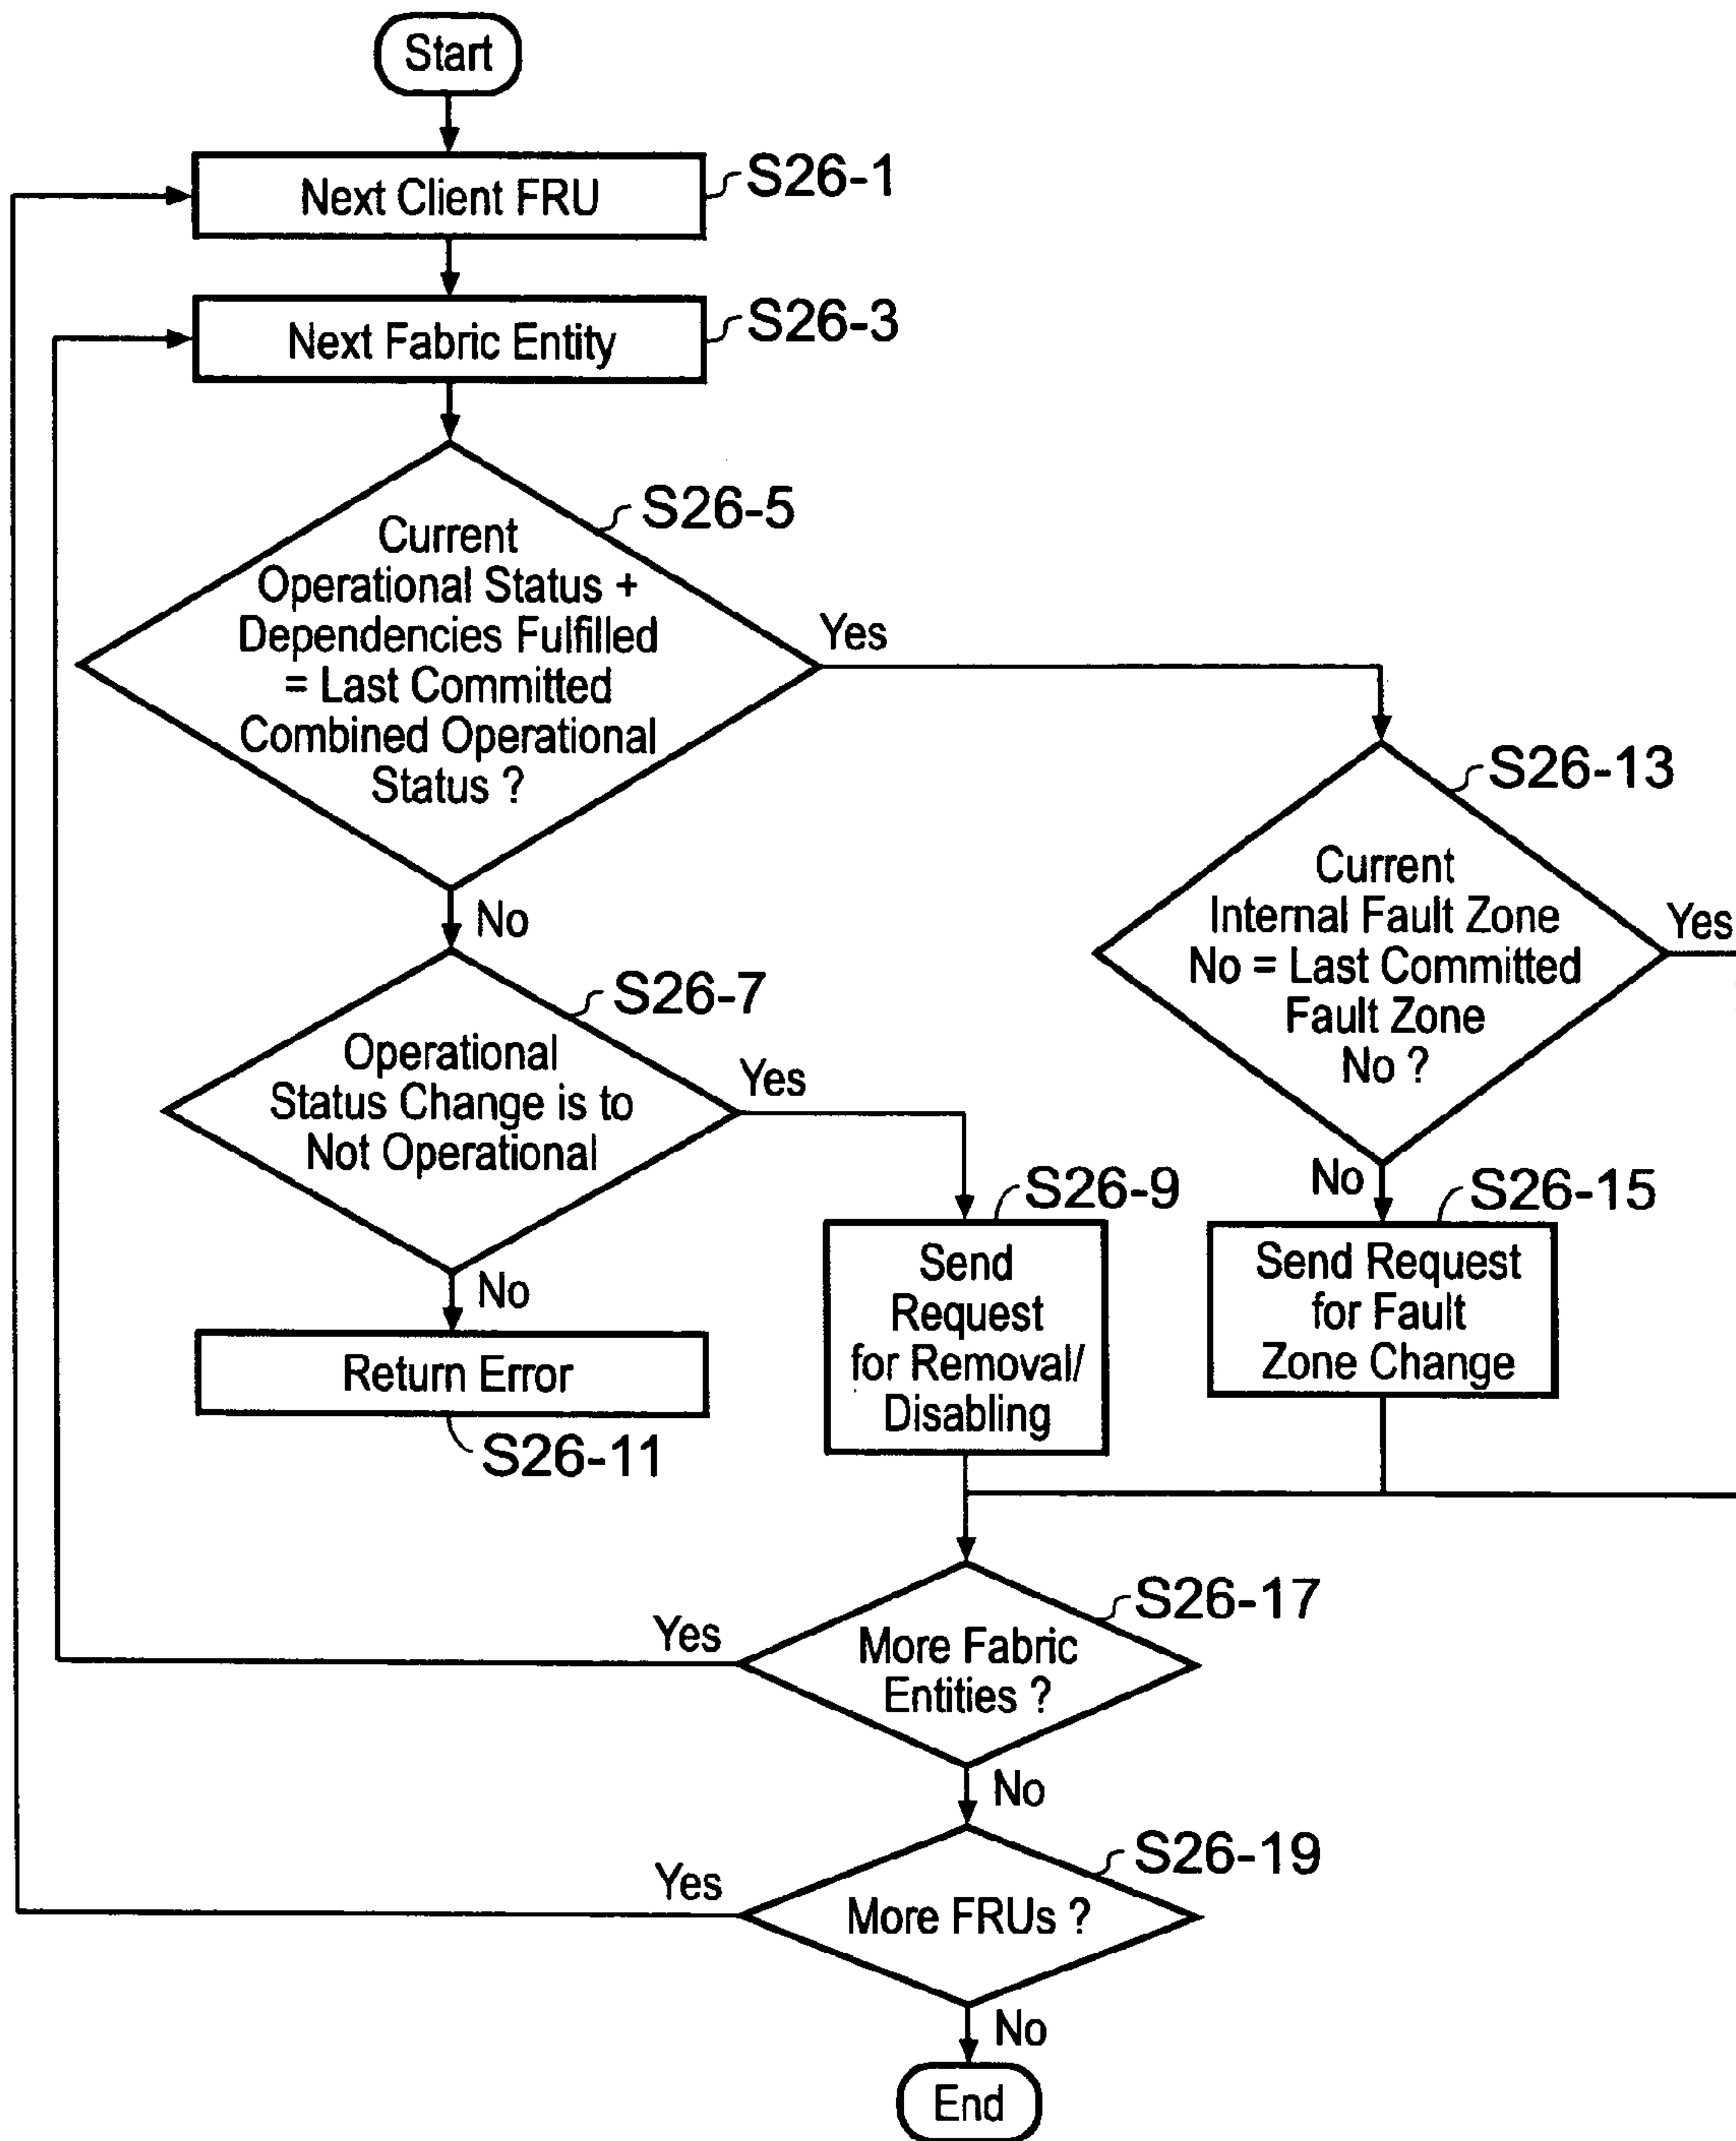 Start
Next Client FRU
S26-1
Next Fabric Entity
S26-3
S26-5
Current
Operational Status +
Dependencies Fulfilled
= Last Committed
Combined Operational
Status ?
Yes
No
S26-13
Current
Internal Fault Zone
No = Last Committed
Fault Zone
No ?
Yes
No
S26-7
Operational
Status Change is to
Not Operational
Yes
No
S26-9
Send
Request
for Removal/
Disabling
S26-15
Send Request
for Fault
Zone Change
Return Error
S26-11
S26-17
More Fabric
Entities ?
Yes
No
S26-19
More FRUs ?
Yes
No
End